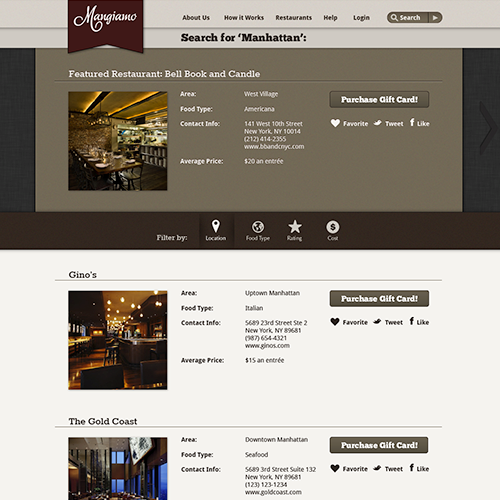 Mangiamo
About Us
How it Works
Restaurants
Help
Login
Search
Search for ‘Manhattan’:
Featured Restaurant: Bell Book and Candle
Area: West Village
Food Type: Americana
Contact Info: 141 West 10th Street
New York, NY 10014
(212) 414-2355
www.bbandcnyc.com
Average Price: $20 an entrée
Purchase Gift Card!
Favorite Tweet f Like
Filter by:
Location
Food Type
Rating
$
Cost
Gino's
Area: Uptown Manhattan
Food Type: Italian
Contact Info: 5689 23rd Street Ste 2
New York, NY 89681
(987) 654-4321
www.ginos.com
Average Price: $15 an entrée
Purchase Gift Card!
Favorite Tweet f Like
The Gold Coast
Area: Downtown Manhattan
Food Type: Seafood
Contact Info: 5689 3rd Street Suite 132
New York, NY 89681
(123) 123-1234
www.goldcoast.com
Purchase Gift Card!
Favorite Tweet f Like